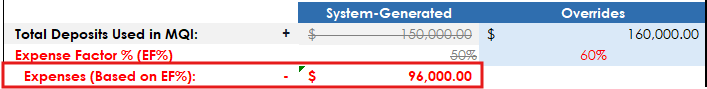 System-Generated Overrides
Total Deposits Used in MQI: + $ 150,000.00 $ 160,000.00
Expense Factor % (EF%) 50% 60%
Expenses (Based on EF%): - $ 96,000.00